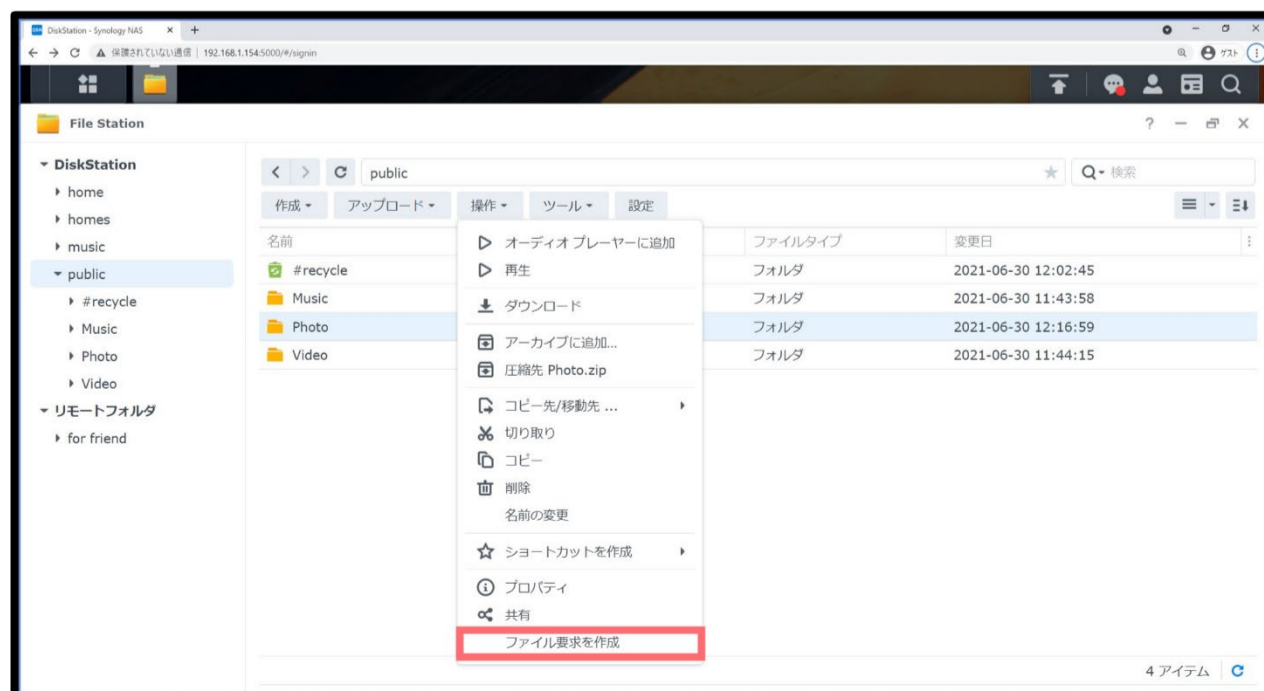 DiskStation - Synology NAS
保護されていない通信 | 192.168.1.154:5000/#/signin
ゲスト
File Station
DiskStation
home
homes
music
public
#recycle
Music
Photo
Video
リモートフォルダ
for friend
public
検索
作成 アップロード 操作 ツール 設定
名前 ファイルタイプ 変更日
#recycle フォルダ 2021-06-30 12:02:45
Music フォルダ 2021-06-30 11:43:58
Photo フォルダ 2021-06-30 12:16:59
Video フォルダ 2021-06-30 11:44:15
オーディオ プレーヤーに追加
再生
ダウンロード
アーカイブに追加...
圧縮先 Photo.zip
コピー先/移動先 ...
切り取り
コピー
削除
名前の変更
ショートカットを作成
プロパティ
共有
ファイル要求を作成
4 アイテム